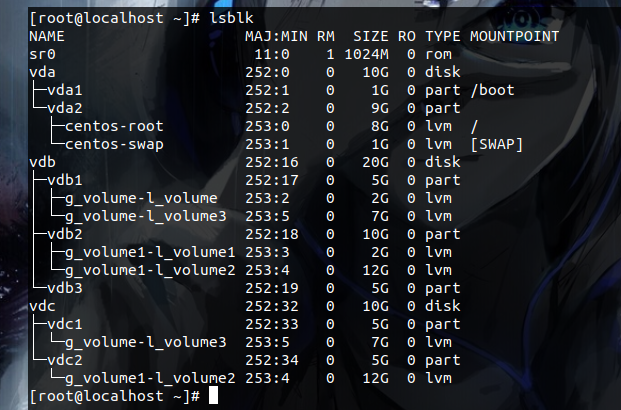 [root@localhost ~]# lsblk
NAME                    MAJ:MIN RM  SIZE RO TYPE MOUNTPOINT
sr0                      11:0    1 1024M  0 rom
vda                     252:0    0   10G  0 disk
├─vda1                  252:1    0    1G  0 part /boot
└─vda2                  252:2    0    9G  0 part
  ├─centos-root         253:0    0    8G  0 lvm  /
  └─centos-swap         253:1    0    1G  0 lvm  [SWAP]
vdb                     252:16   0   20G  0 disk
├─vdb1                  252:17   0    5G  0 part
│ ├─g_volume-l_volume   253:2    0    2G  0 lvm
│ └─g_volume-l_volume3  253:5    0    7G  0 lvm
├─vdb2                  252:18   0   10G  0 part
│ ├─g_volume1-l_volume1 253:3    0    2G  0 lvm
│ └─g_volume1-l_volume2 253:4    0   12G  0 lvm
└─vdb3                  252:19   0    5G  0 part
vdc                     252:32   0   10G  0 disk
├─vdc1                  252:33   0    5G  0 part
│ └─g_volume-l_volume3  253:5    0    7G  0 lvm
└─vdc2                  252:34   0    5G  0 part
  └─g_volume1-l_volume2 253:4    0   12G  0 lvm
[root@localhost ~]#